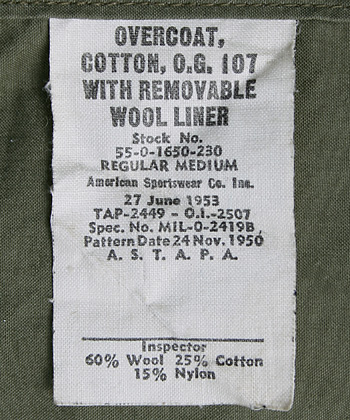 OVERCOAT,
COTTON, O.G. 107
WITH REMOVABLE
WOOL LINER
Stock No.
55-0-1650-230
REGULAR MEDIUM
American Sportswear Co. Inc.
27 June 1953
TAP-2449 - O.I.-2507
Spec. No. MIL-O-2419B,
Pattern Date 24 Nov. 1950
A. S. T. A. P. A.
Inspector
60% Wool 25% Cotton
15% Nylon